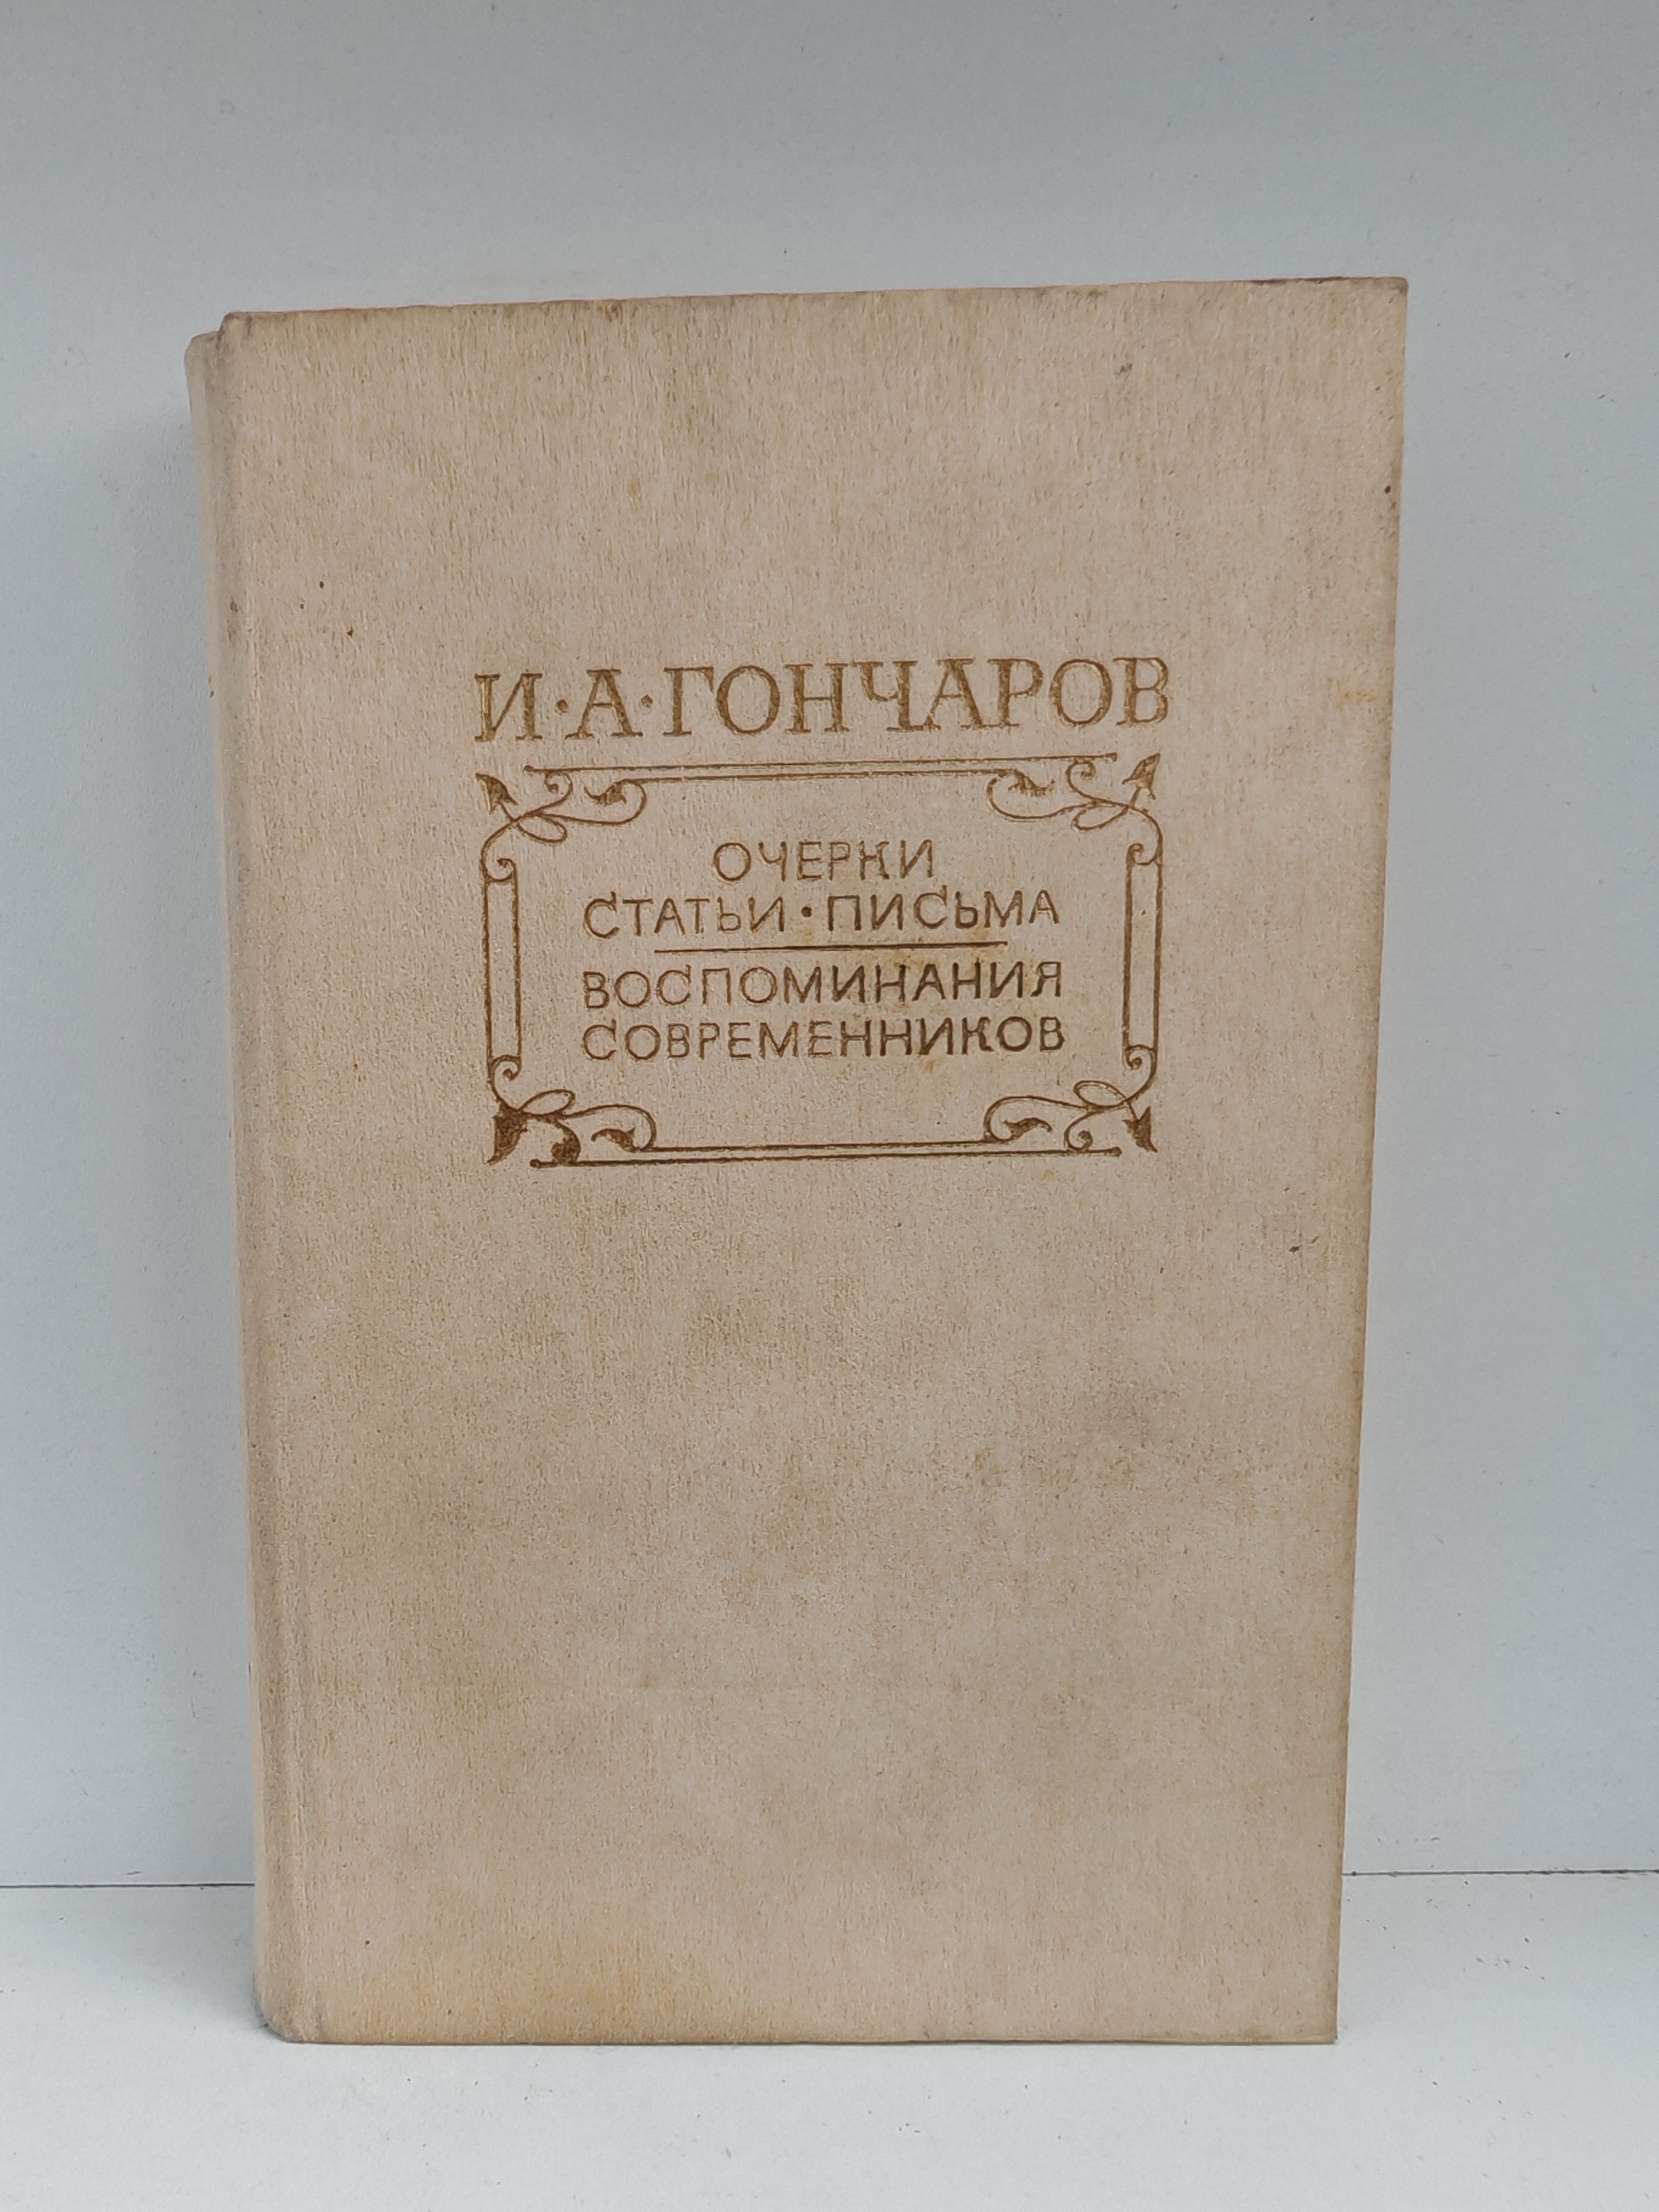 И·А·ГОНЧАРОВ
ОЧЕРКИ
СТАТЬИ·ПИСЬМА
ВОСПОМИНАНИЯ
СОВРЕМЕННИКОВ